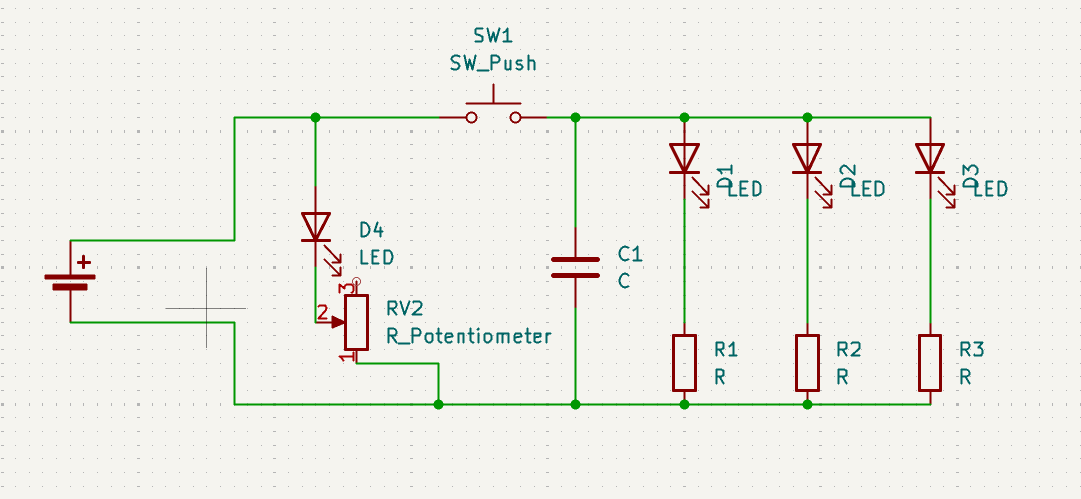 SW1
SW_Push
D1
LED
D2
LED
D3
LED
D4
LED
+
3
2
1
RV2
R_Potentiometer
C1
C
R1
R
R2
R
R3
R